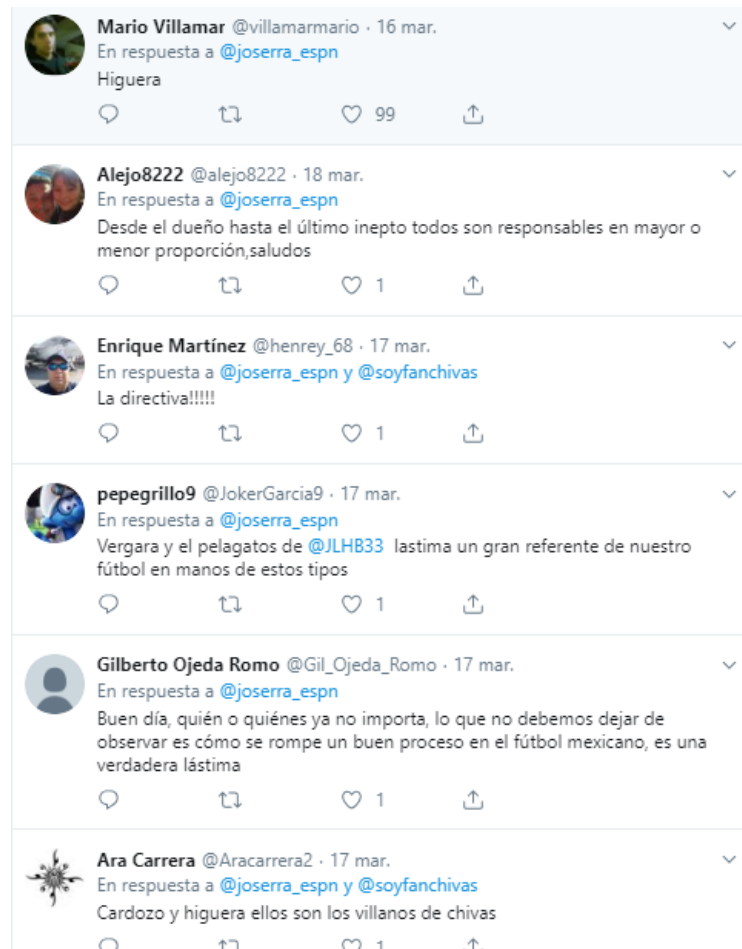 Mario Villamar @villamarmario · 16 mar.
En respuesta a @joserra_espn
Higuera
99
Alejo8222 @alejo8222 · 18 mar.
En respuesta a @joserra_espn
Desde el dueño hasta el último inepto todos son responsables en mayor o
menor proporción,saludos
1
Enrique Martínez @henrey_68 · 17 mar.
En respuesta a @joserra_espn y @soyfanchivas
La directiva!!!!!
1
pepegrillo9 @JokerGarcia9 · 17 mar.
En respuesta a @joserra_espn
Vergara y el pelagatos de @JLHB33 lastima un gran referente de nuestro
fútbol en manos de estos tipos
1
Gilberto Ojeda Romo @Gil_Ojeda_Romo · 17 mar.
En respuesta a @joserra_espn
Buen día, quién o quiénes ya no importa, lo que no debemos dejar de
observar es cómo se rompe un buen proceso en el fútbol mexicano, es una
verdadera lástima
1
Ara Carrera @Aracarrera2 · 17 mar.
En respuesta a @joserra_espn y @soyfanchivas
Cardozo y higuera ellos son los villanos de chivas
1